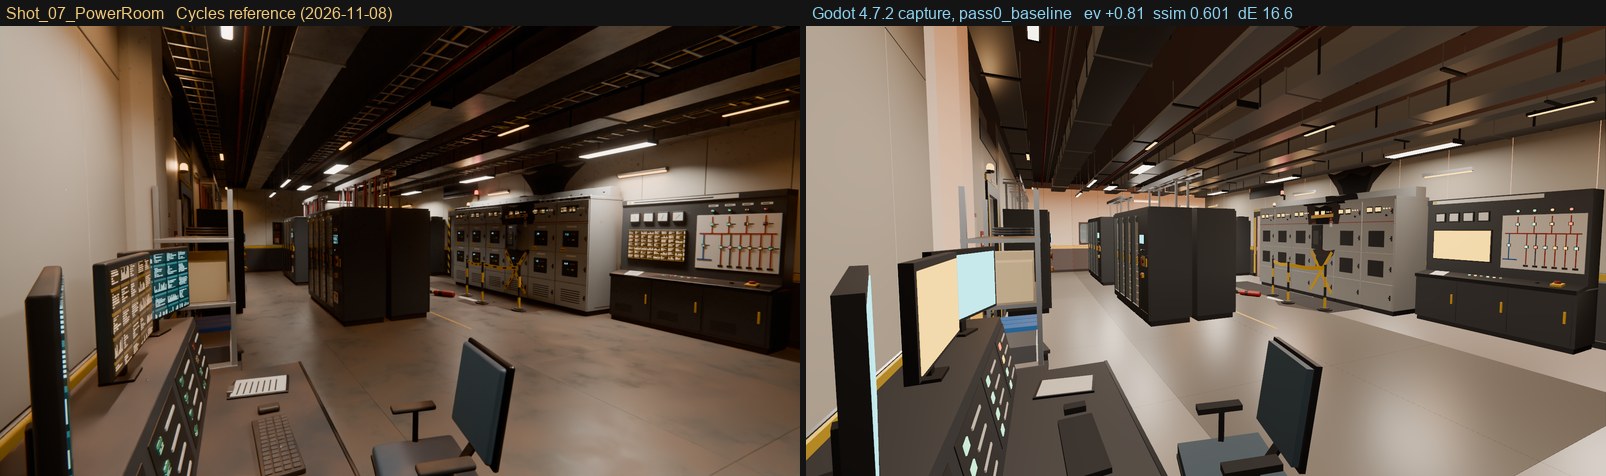 Shot_07_PowerRoom Cycles reference (2026-11-08)
Godot 4.7.2 capture, pass0_baseline ev +0.81 ssim 0.601 dE 16.6